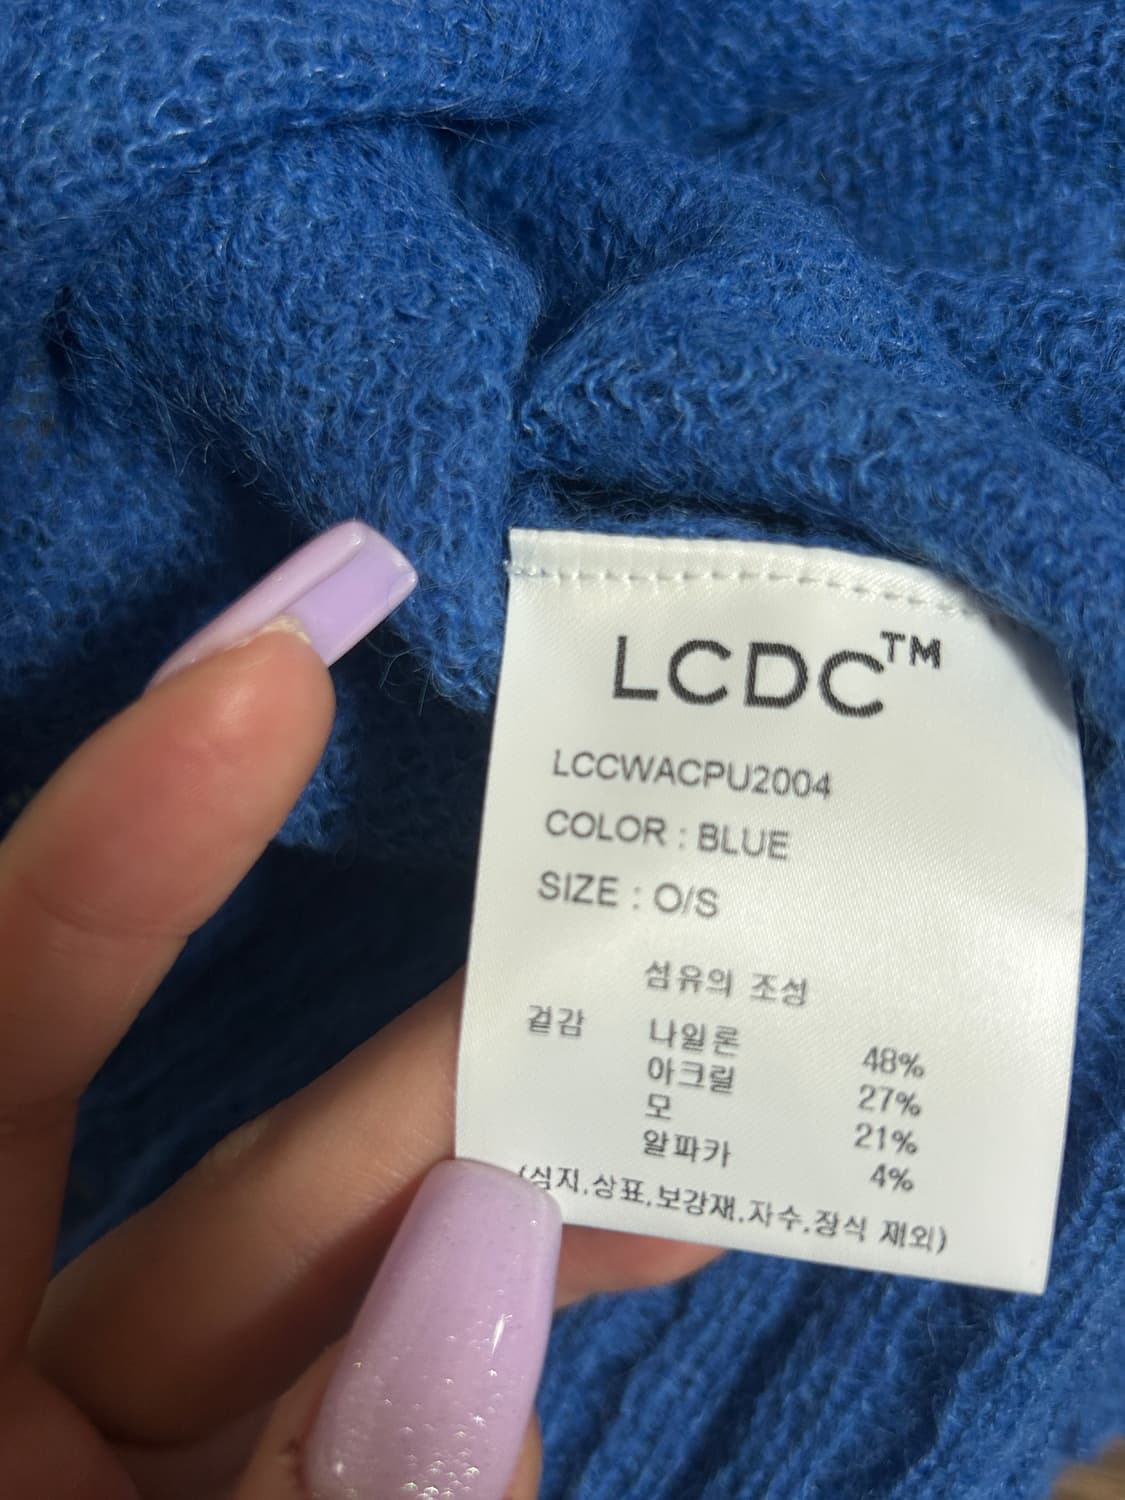 LCDC™
LCCWACPU2004
COLOR : BLUE
SIZE : O/S
섬유의 조성
겉감 나일론 48%
아크릴 27%
모 21%
알파카 4%
(심지,상표,보강재,자수,장식 제외)